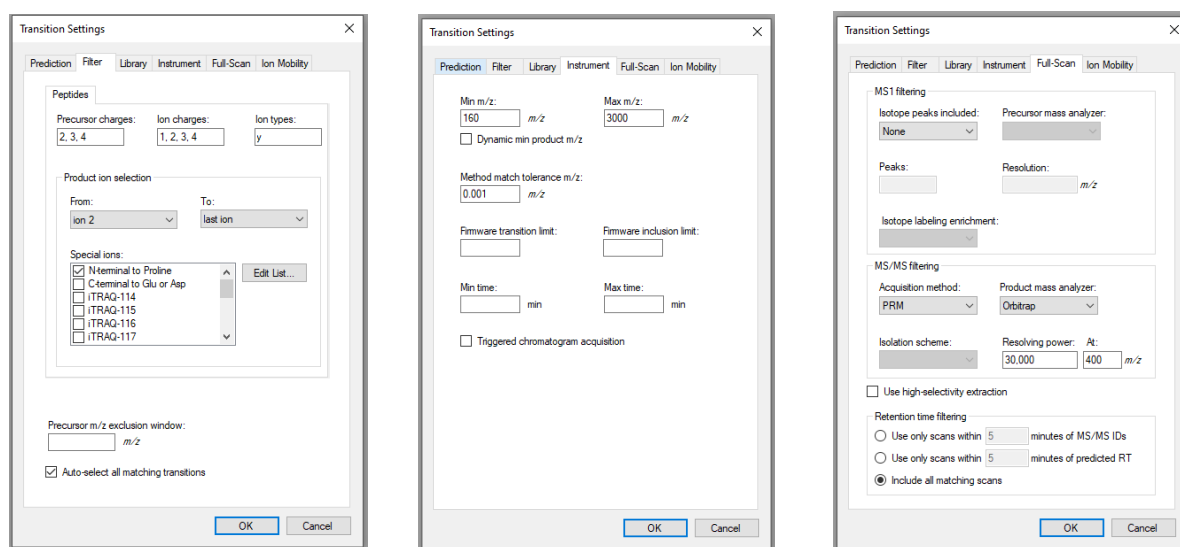 Transition Settings
Prediction Filter Library Instrument Full-Scan Ion Mobility
Peptides
Precursor charges: Ion charges: Ion types:
2, 3, 4 1, 2, 3, 4 y
Product ion selection
From: To:
ion 2 last ion
Special ions:
N-terminal to Proline
Edit List...
C-terminal to Glu or Asp
iTRAQ-114
iTRAQ-115
iTRAQ-116
iTRAQ-117
Precursor m/z exclusion window:
m/z
Auto-select all matching transitions
OK Cancel
Transition Settings
Prediction Filter Library Instrument Full-Scan Ion Mobility
Min m/z: Max m/z:
160 m/z 3000 m/z
Dynamic min product m/z
Method match tolerance m/z:
0.001 m/z
Firmware transition limit: Firmware inclusion limit:
Min time: Max time:
min min
Triggered chromatogram acquisition
OK Cancel
Transition Settings
Prediction Filter Library Instrument Full-Scan Ion Mobility
MS1 filtering
Isotope peaks included: Precursor mass analyzer:
None
Peaks: Resolution:
m/z
Isotope labeling enrichment:
MS/MS filtering
Acquisition method: Product mass analyzer:
PRM Orbitrap
Isolation scheme: Resolving power: At:
30,000 400 m/z
Use high-selectivity extraction
Retention time filtering
Use only scans within 5 minutes of MS/MS IDs
Use only scans within 5 minutes of predicted RT
Include all matching scans
OK Cancel